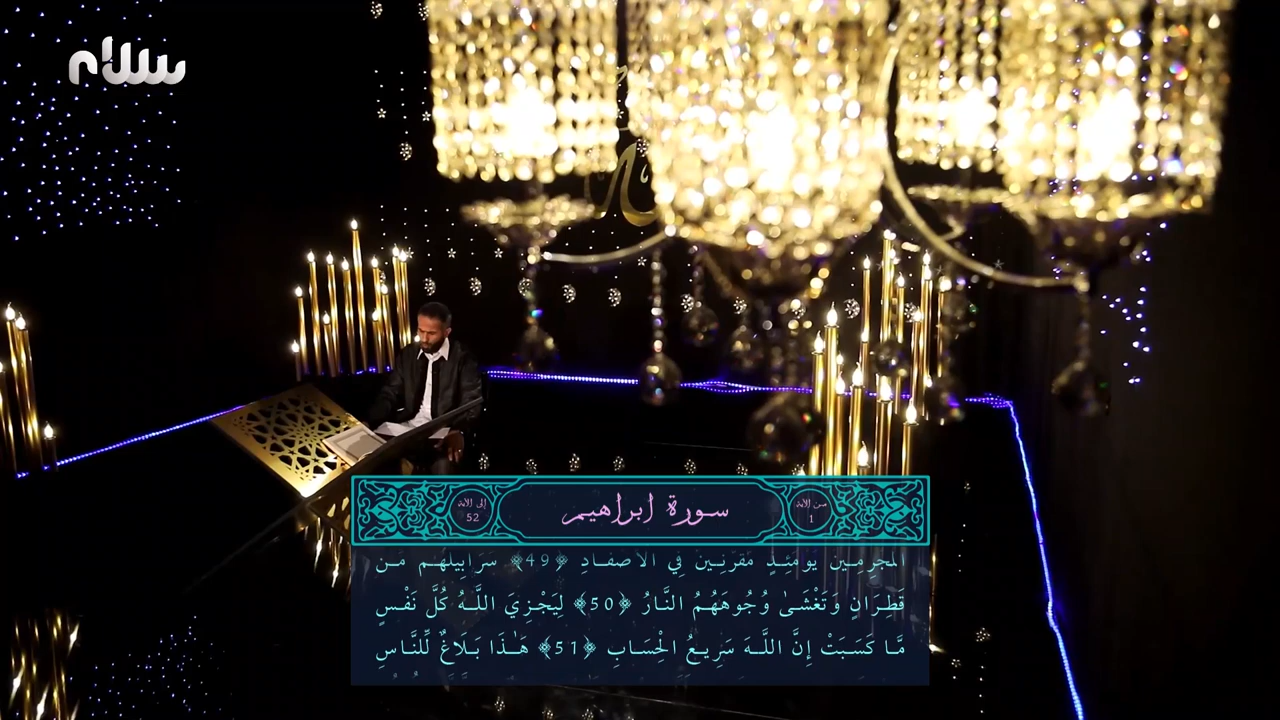 سلام
سورة ابراهيم
من الآية
1
إلى الآية
52
المجرمين يومئذ مقرنين في الأصفاد ﴿49﴾ سرابيلهم من
قَطِرَانٍ وَتَغْشَىٰ وُجُوهَهُمُ النَّارُ ﴿50﴾ لِيَجْزِيَ اللَّهُ كُلَّ نَفْسٍ
مَّا كَسَبَتْ إِنَّ اللَّهَ سَرِيعُ الْحِسَابِ ﴿51﴾ هَٰذَا بَلَاغٌ لِّلنَّاسِ